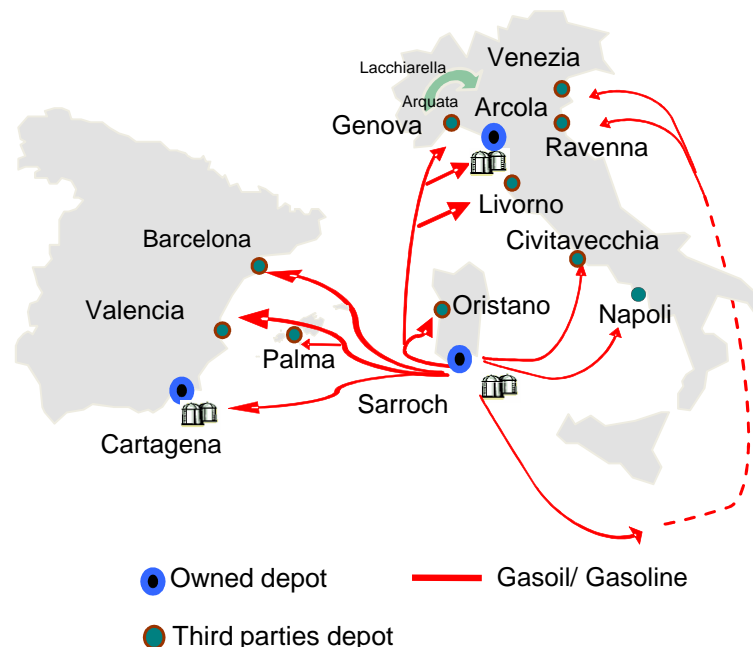 Venezia
Lacchiarella
Arquata
Arcola
Genova
Ravenna
Livorno
Barcelona
Civitavecchia
Valencia
Oristano
Napoli
Palma
Sarroch
Cartagena
Owned depot
Gasoil/ Gasoline
Third parties depot